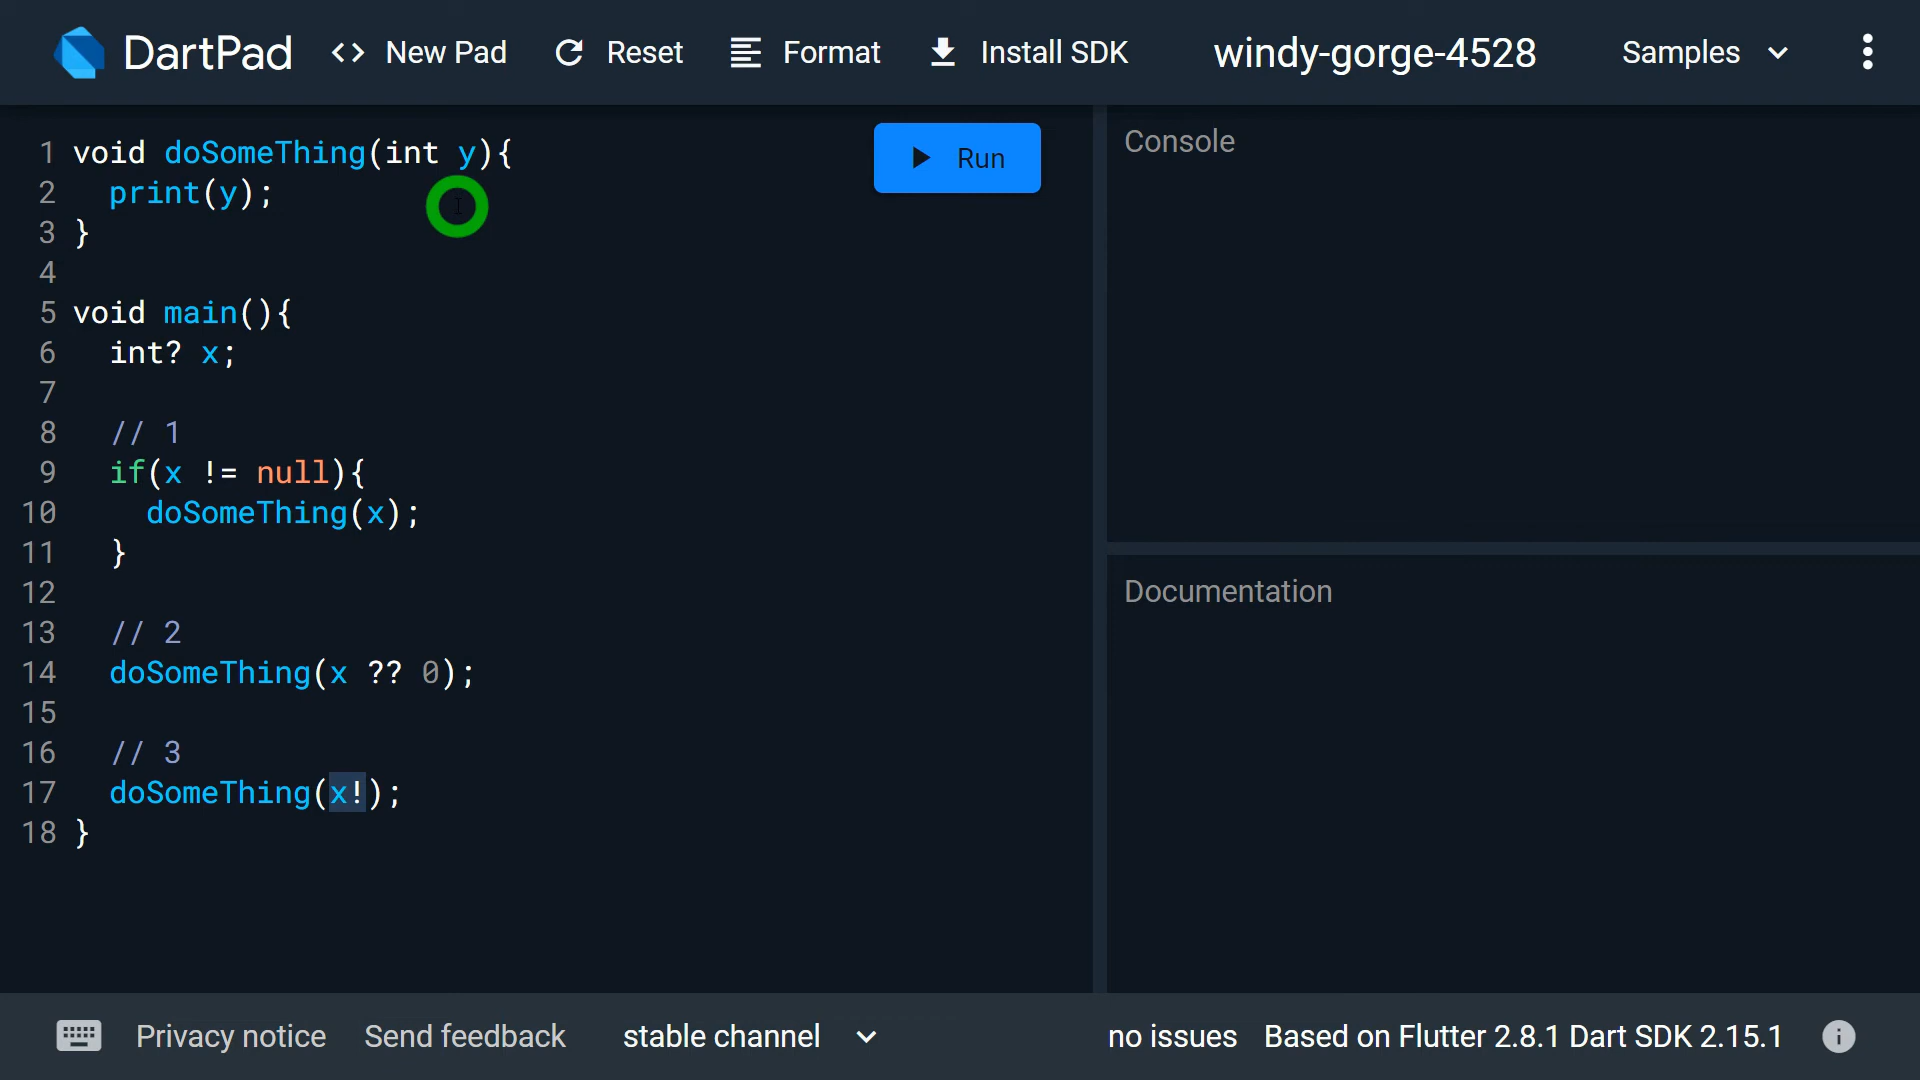 DartPad <> New Pad Reset Format Install SDK windy-gorge-4528 Samples
1 void doSomeThing(int y){
2   print(y);
3 }
4
5 void main(){
6   int? x;
7
8   // 1
9   if(x != null){
10     doSomeThing(x);
11   }
12
13   // 2
14   doSomeThing(x ?? 0);
15
16   // 3
17   doSomeThing(x!);
18 }
Run
Console
Documentation
Privacy notice Send feedback stable channel no issues Based on Flutter 2.8.1 Dart SDK 2.15.1